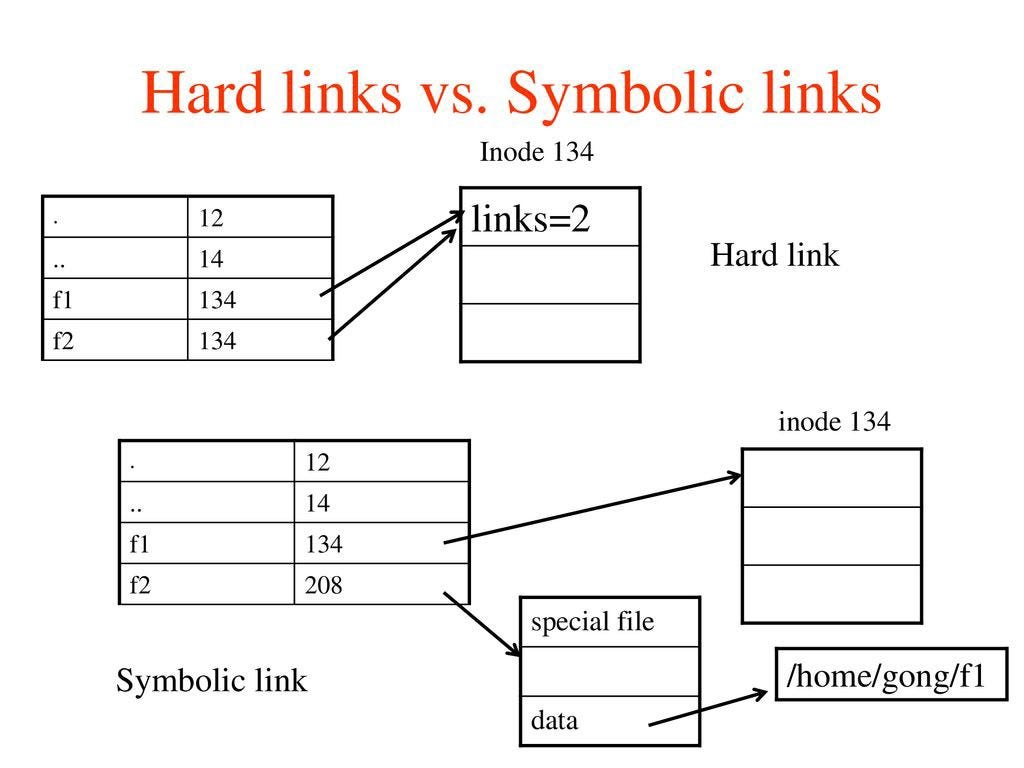 Hard links vs. Symbolic links
Inode 134
. 12
.. 14
f1 134
f2 134
links=2
Hard link
inode 134
. 12
.. 14
f1 134
f2 208
special file
data
/home/gong/f1
Symbolic link